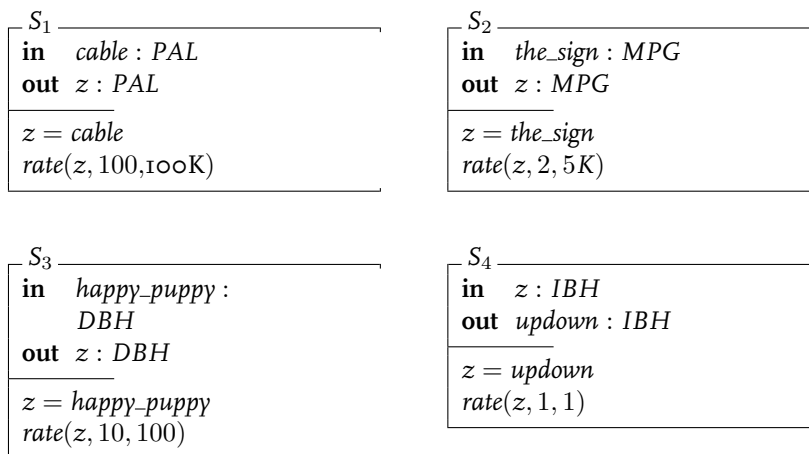 S₁
in cable : PAL
out z : PAL
z = cable
rate(z, 100,100K)
S₂
in the_sign : MPG
out z : MPG
z = the_sign
rate(z, 2, 5K)
S₃
in happy_puppy :
DBH
out z : DBH
z = happy_puppy
rate(z, 10, 100)
S₄
in z : IBH
out updown : IBH
z = updown
rate(z, 1, 1)